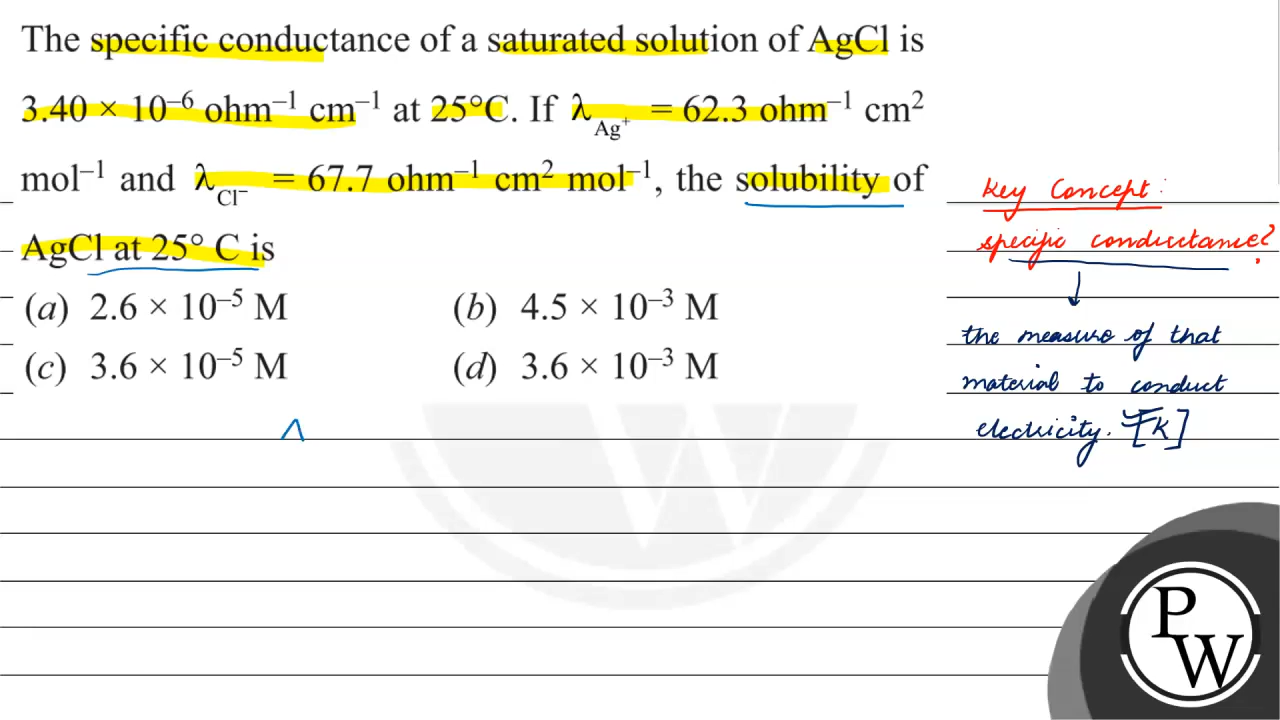 The specific conductance of a saturated solution of AgCl is
3.40 × 10⁻⁶ ohm⁻¹ cm⁻¹ at 25°C. If λ_Ag⁺ = 62.3 ohm⁻¹ cm²
mol⁻¹ and λ_Cl⁻ = 67.7 ohm⁻¹ cm² mol⁻¹, the solubility of
AgCl at 25° C is
(a) 2.6 × 10⁻⁵ M (b) 4.5 × 10⁻³ M
(c) 3.6 × 10⁻⁵ M (d) 3.6 × 10⁻³ M
Key Concept:
specific conductance?
the measure of that
material to conduct
electricity. [K]
Λ
P
W